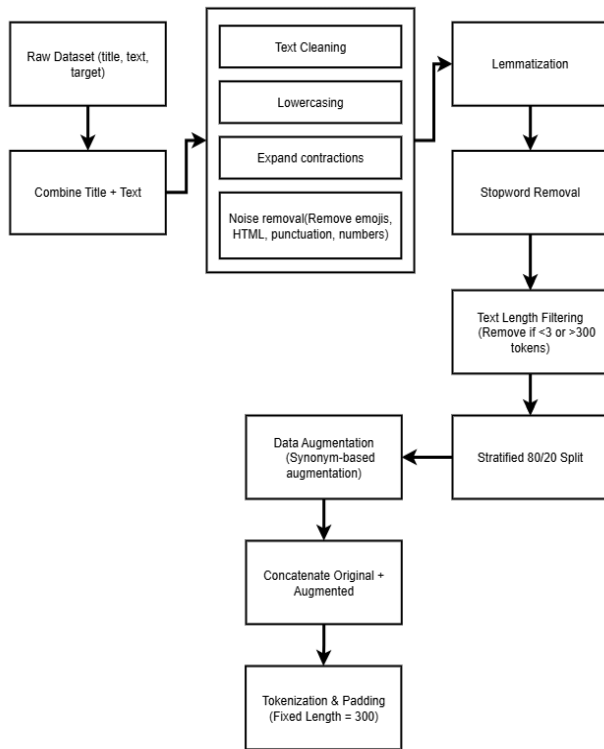 Raw Dataset (title, text,
target)
Combine Title + Text
Text Cleaning
Lowercasing
Expand contractions
Noise removal(Remove emojis,
HTML, punctuation, numbers)
Lemmatization
Stopword Removal
Text Length Filtering
(Remove if <3 or >300
tokens)
Stratified 80/20 Split
Data Augmentation
(Synonym-based
augmentation)
Concatenate Original +
Augmented
Tokenization & Padding
(Fixed Length = 300)